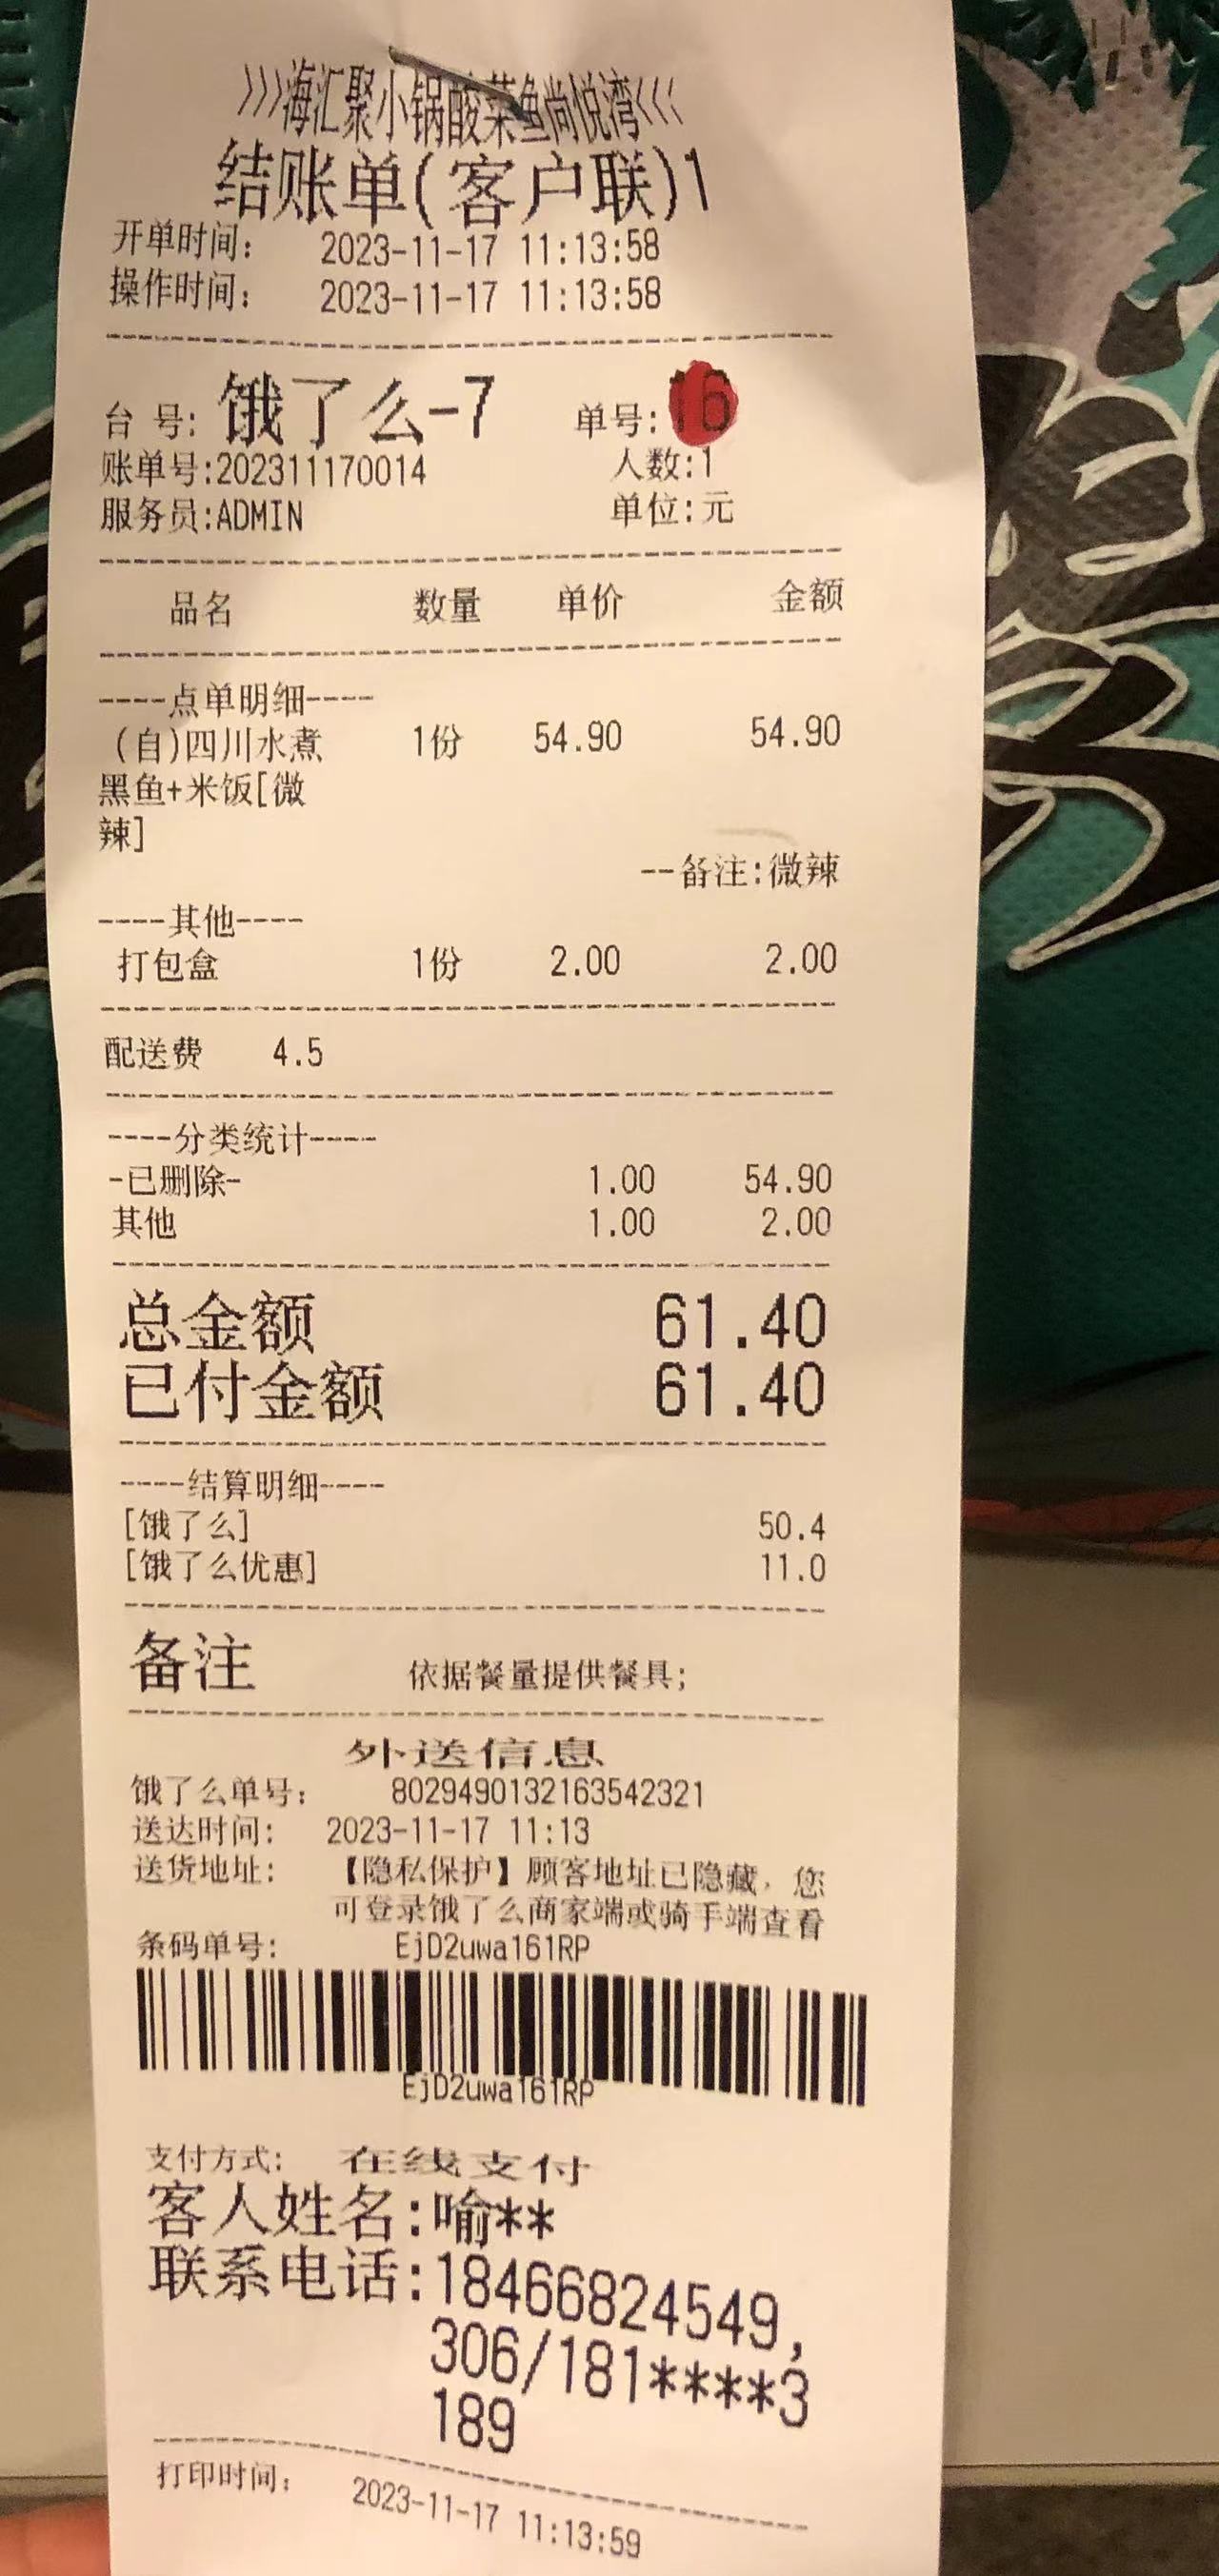 >>>海汇聚小锅酸菜鱼尚悦湾<<<
结账单(客户联)1
开单时间: 2023-11-17 11:13:58
操作时间: 2023-11-17 11:13:58
台 号: 饿了么-7 单号:16
账单号:202311170014 人数:1
服务员:ADMIN 单位:元
品名 数量 单价 金额
----点单明细----
(自)四川水煮 1份 54.90 54.90
黑鱼+米饭[微
辣]
--备注:微辣
----其他----
打包盒 1份 2.00 2.00
配送费 4.5
----分类统计----
-已删除- 1.00 54.90
其他 1.00 2.00
总金额 61.40
已付金额 61.40
----结算明细----
[饿了么] 50.4
[饿了么优惠] 11.0
备注 依据餐量提供餐具;
外送信息
饿了么单号: 8029490132163542321
送达时间: 2023-11-17 11:13
送货地址: 【隐私保护】顾客地址已隐藏，您
可登录饿了么商家端或骑手端查看
条码单号: EjD2uwa161RP
EjD2uwa161RP
支付方式: 在线支付
客人姓名:喻**
联系电话:18466824549,
306/181****3
189
打印时间: 2023-11-17 11:13:59